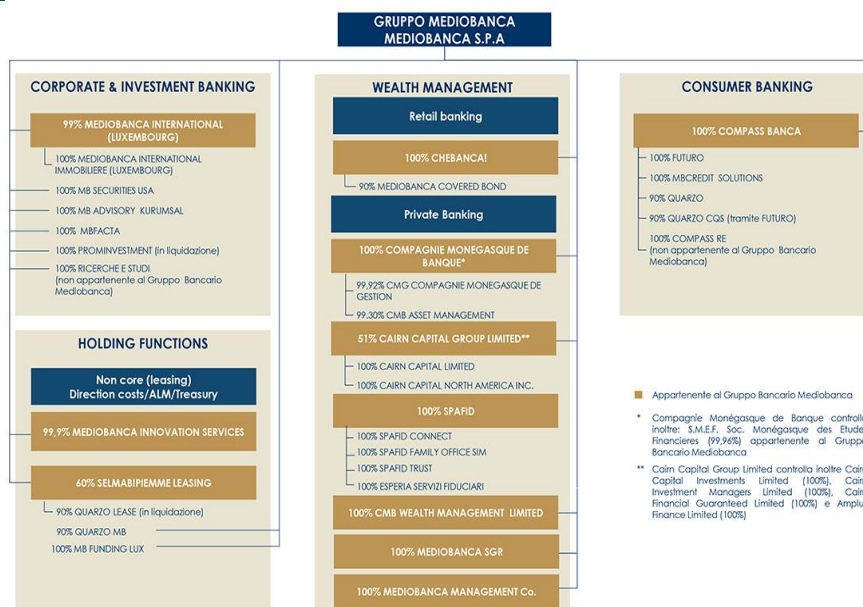 GRUPPO MEDIOBANCA
MEDIOBANCA S.P.A
CORPORATE & INVESTMENT BANKING
99% MEDIOBANCA INTERNATIONAL
(LUXEMBOURG)
100% MEDIOBANCA INTERNATIONAL
IMMOBILIERE (LUXEMBOURG)
100% MB SECURITIES USA
100% MB ADVISORY KURUMSAL
100% MBFACTA
100% PROMINVESTMENT (in liquidazione)
100% RICERCHE E STUDI
(non appartenente al Gruppo Bancario
Mediobanca)
HOLDING FUNCTIONS
Non core (leasing)
Direction costs/ALM/Treasury
99,9% MEDIOBANCA INNOVATION SERVICES
60% SELMABIPIEMME LEASING
90% QUARZO LEASE (in liquidazione)
90% QUARZO MB
100% MB FUNDING LUX
WEALTH MANAGEMENT
Retail banking
100% CHEBANCA!
90% MEDIOBANCA COVERED BOND
Private Banking
100% COMPAGNIE MONEGASQUE DE
BANQUE*
99,92% CMG COMPAGNIE MONEGASQUE DE
GESTION
99.30% CMB ASSET MANAGEMENT
51% CAIRN CAPITAL GROUP LIMITED**
100% CAIRN CAPITAL LIMITED
100% CAIRN CAPITAL NORTH AMERICA INC.
100% SPAFID
100% SPAFID CONNECT
100% SPAFID FAMILY OFFICE SIM
100% SPAFID TRUST
100% ESPERIA SERVIZI FIDUCIARI
100% CMB WEALTH MANAGEMENT LIMITED
100% MEDIOBANCA SGR
100% MEDIOBANCA MANAGEMENT Co.
CONSUMER BANKING
100% COMPASS BANCA
100% FUTURO
100% MBCREDIT SOLUTIONS
90% QUARZO
90% QUARZO CQS (tramite FUTURO)
100% COMPASS RE
(non appartenente al Gruppo Bancario
Mediobanca)
Appartenente al Gruppo Bancario Mediobanca
* Compagnie Monégasque de Banque controlla
inoltre: S.M.E.F. Soc. Monégasque des Etude
Financieres (99,96%) appartenente al Gruppo
Bancario Mediobanca
** Cairn Capital Group Limited controlla inoltre Cairn
Capital Investments Limited (100%), Cairn
Investment Managers Limited (100%), Cairn
Financial Guaranteed Limited (100%) e Amplu
Finance Limited (100%)